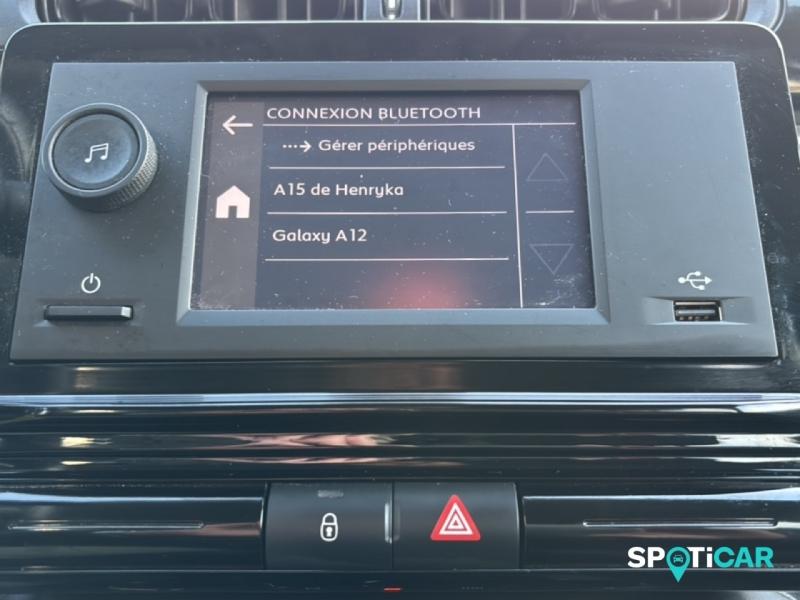 CONNEXION BLUETOOTH
Gérer périphériques
A15 de Henryka
Galaxy A12
SPOTiCAR